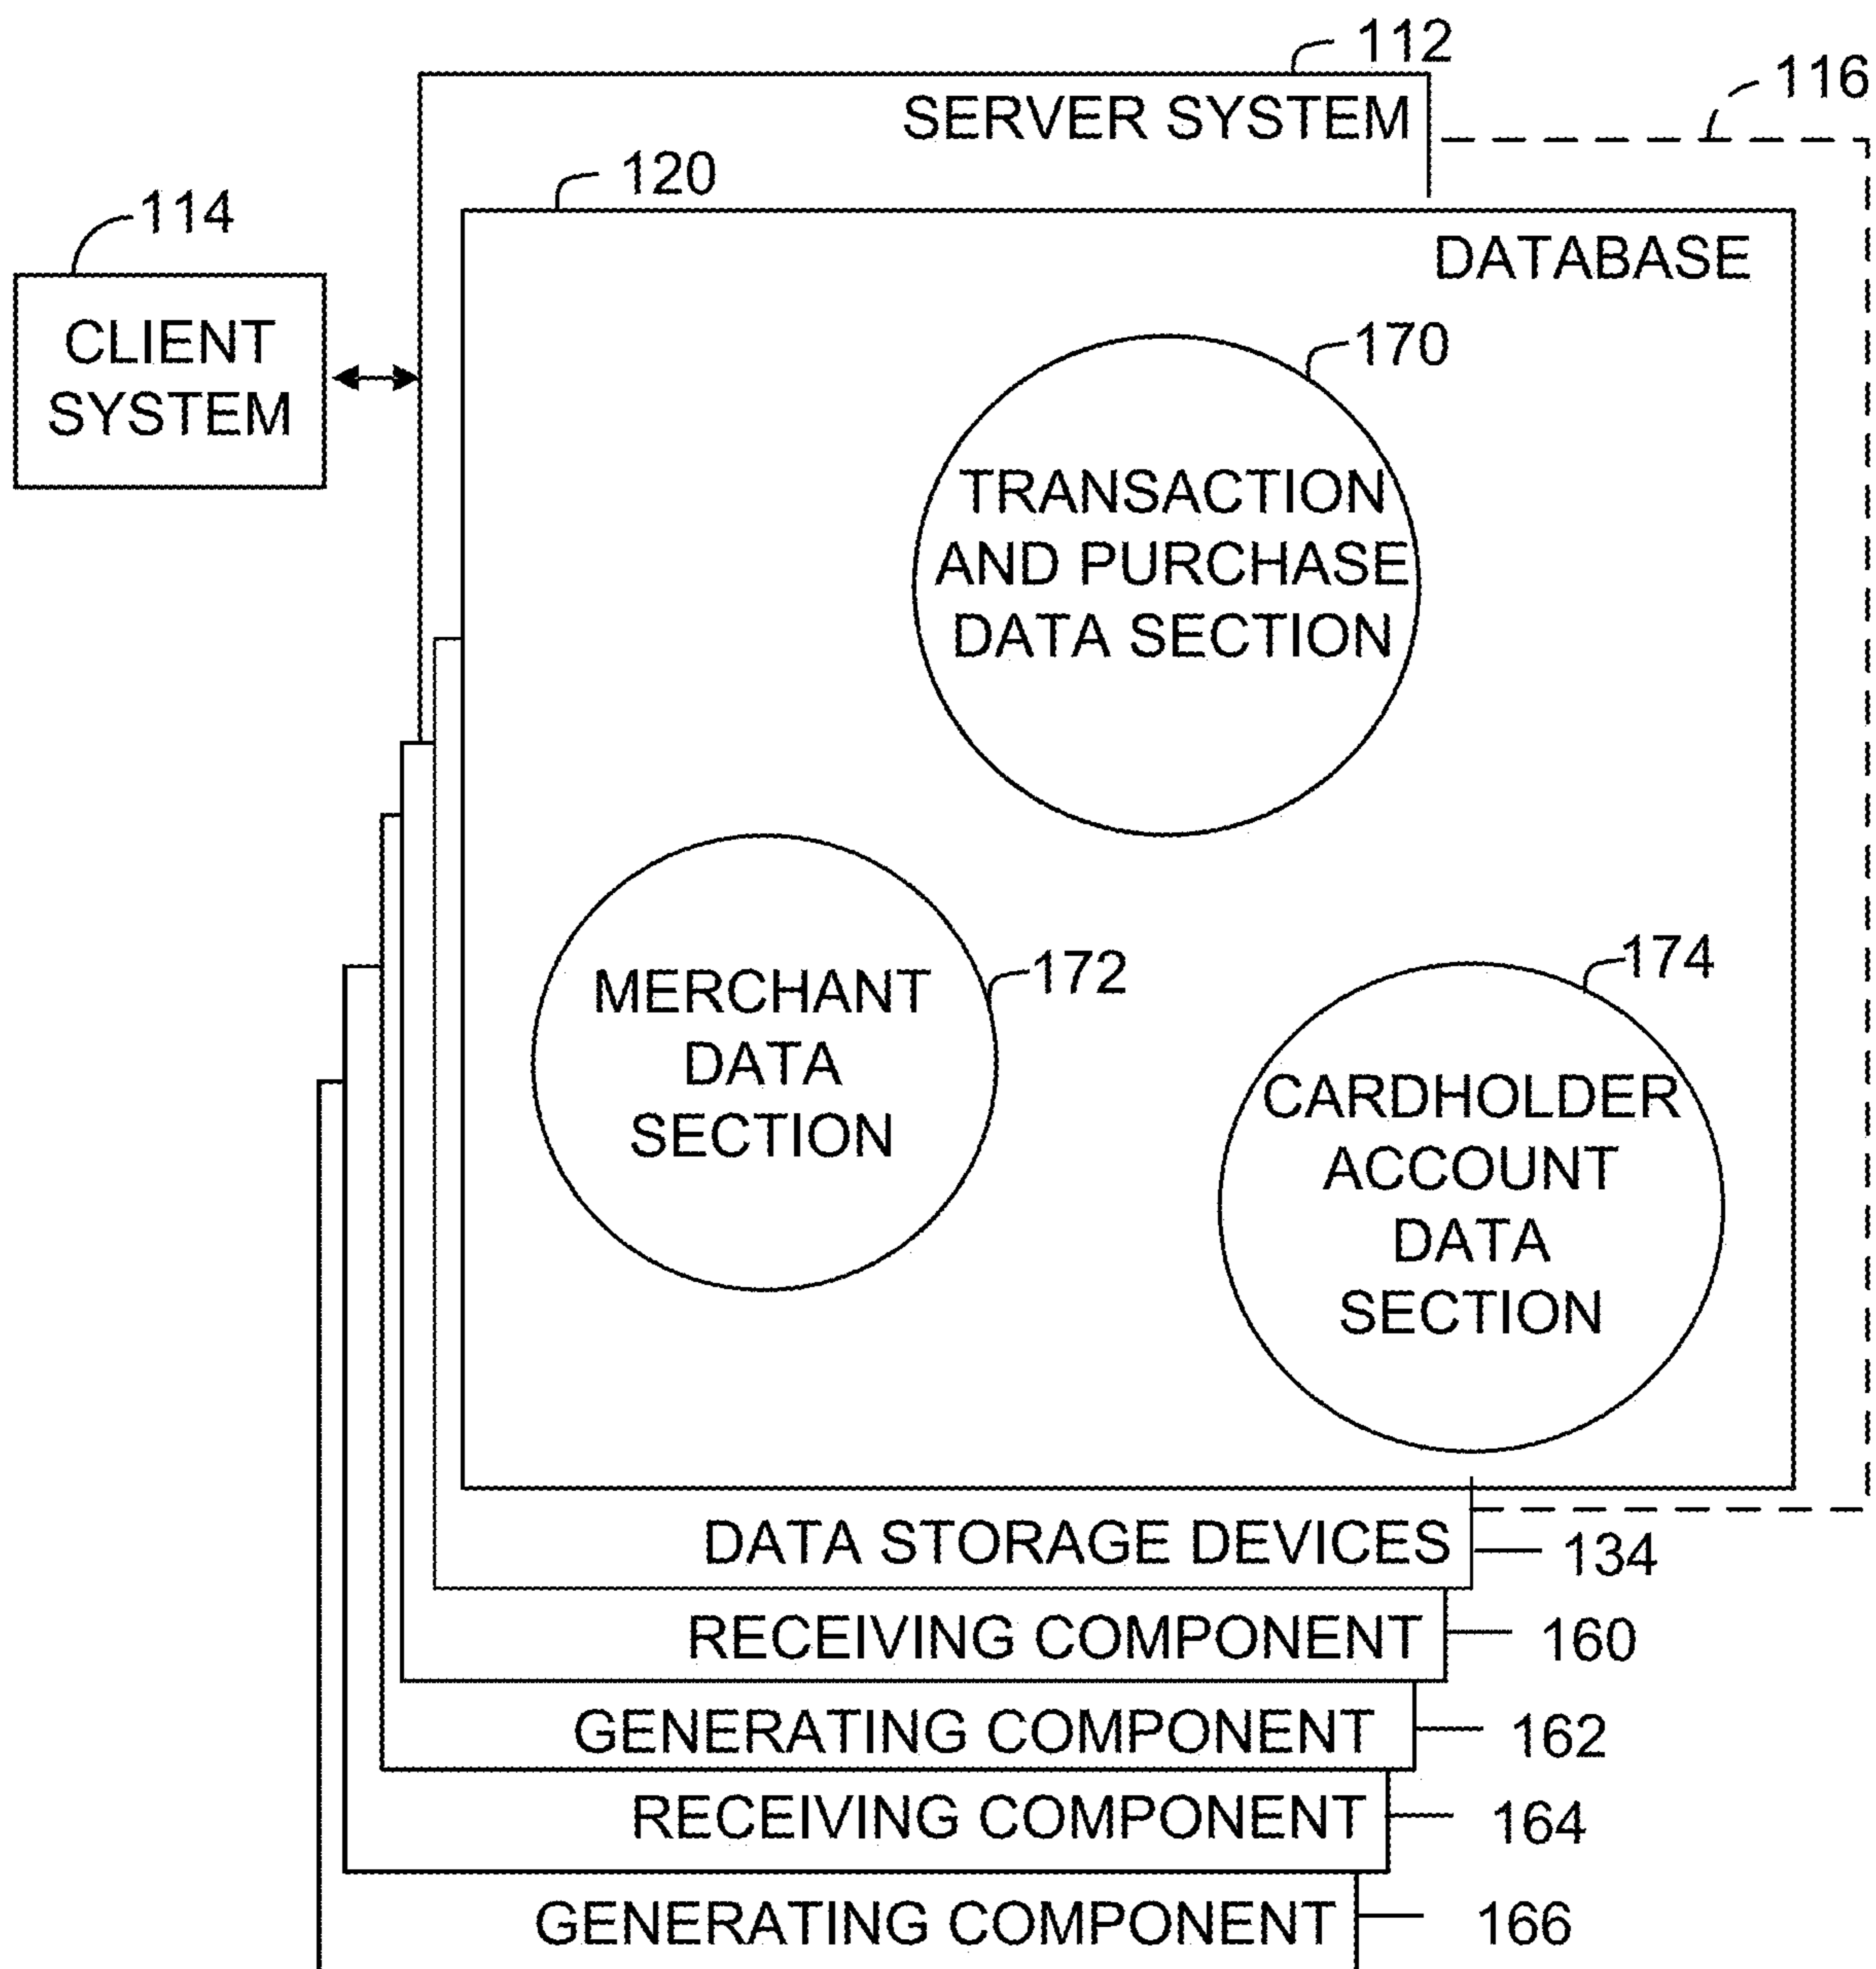 112
SERVER SYSTEM
116
120
DATABASE
114
CLIENT
SYSTEM
170
TRANSACTION
AND PURCHASE
DATA SECTION
172
MERCHANT
DATA
SECTION
174
CARDHOLDER
ACCOUNT
DATA
SECTION
DATA STORAGE DEVICES 134
RECEIVING COMPONENT 160
GENERATING COMPONENT 162
RECEIVING COMPONENT 164
GENERATING COMPONENT 166